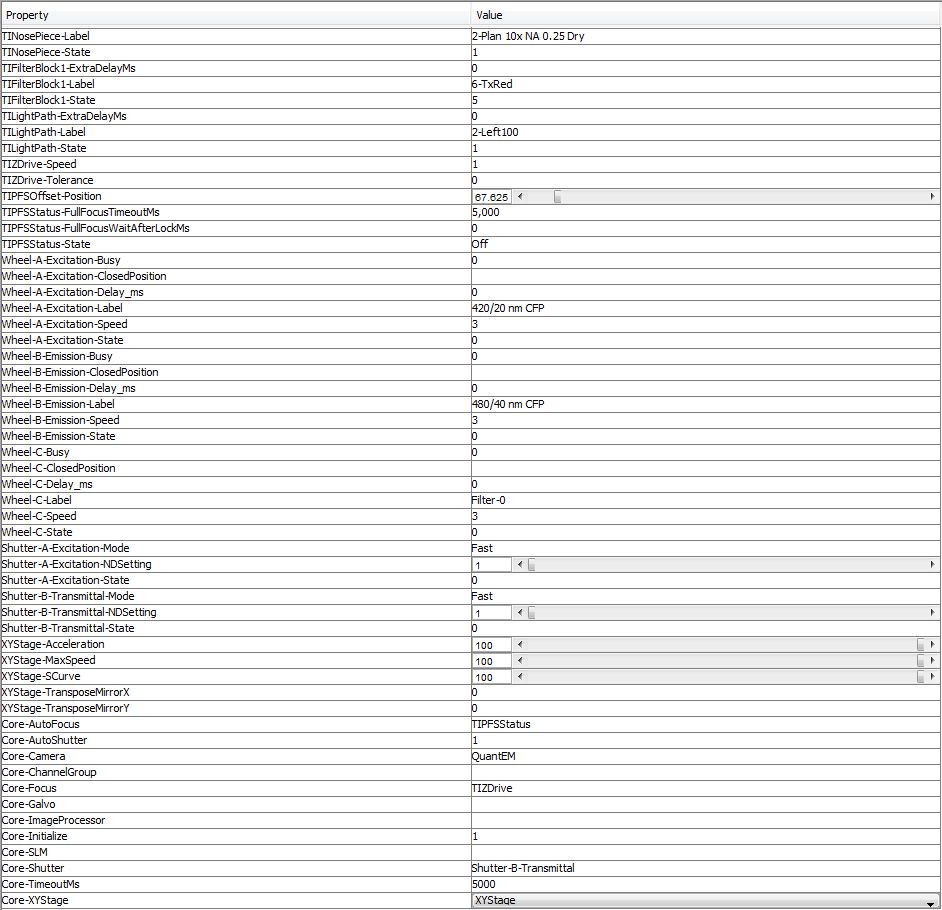 Property Value
TINosePiece-Label 2-Plan 10x NA 0.25 Dry
TINosePiece-State 1
TIFilterBlock1-ExtraDelayMs 0
TIFilterBlock1-Label 6-TxRed
TIFilterBlock1-State 5
TILightPath-ExtraDelayMs 0
TILightPath-Label 2-Left100
TILightPath-State 1
TIZDrive-Speed 1
TIZDrive-Tolerance 0
TIPFSOffset-Position 67.625
TIPFSStatus-FullFocusTimeoutMs 5,000
TIPFSStatus-FullFocusWaitAfterLockMs 0
TIPFSStatus-State Off
Wheel-A-Excitation-Busy 0
Wheel-A-Excitation-ClosedPosition
Wheel-A-Excitation-Delay_ms 0
Wheel-A-Excitation-Label 420/20 nm CFP
Wheel-A-Excitation-Speed 3
Wheel-A-Excitation-State 0
Wheel-B-Emission-Busy 0
Wheel-B-Emission-ClosedPosition
Wheel-B-Emission-Delay_ms 0
Wheel-B-Emission-Label 480/40 nm CFP
Wheel-B-Emission-Speed 3
Wheel-B-Emission-State 0
Wheel-C-Busy 0
Wheel-C-ClosedPosition
Wheel-C-Delay_ms 0
Wheel-C-Label Filter-0
Wheel-C-Speed 3
Wheel-C-State 0
Shutter-A-Excitation-Mode Fast
Shutter-A-Excitation-NDSetting 1
Shutter-A-Excitation-State 0
Shutter-B-Transmittal-Mode Fast
Shutter-B-Transmittal-NDSetting 1
Shutter-B-Transmittal-State 0
XYStage-Acceleration 100
XYStage-MaxSpeed 100
XYStage-SCurve 100
XYStage-TransposeMirrorX 0
XYStage-TransposeMirrorY 0
Core-AutoFocus TIPFSStatus
Core-AutoShutter 1
Core-Camera QuantEM
Core-ChannelGroup
Core-Focus TIZDrive
Core-Galvo
Core-ImageProcessor
Core-Initialize 1
Core-SLM
Core-Shutter Shutter-B-Transmittal
Core-TimeoutMs 5000
Core-XYStage XYStage